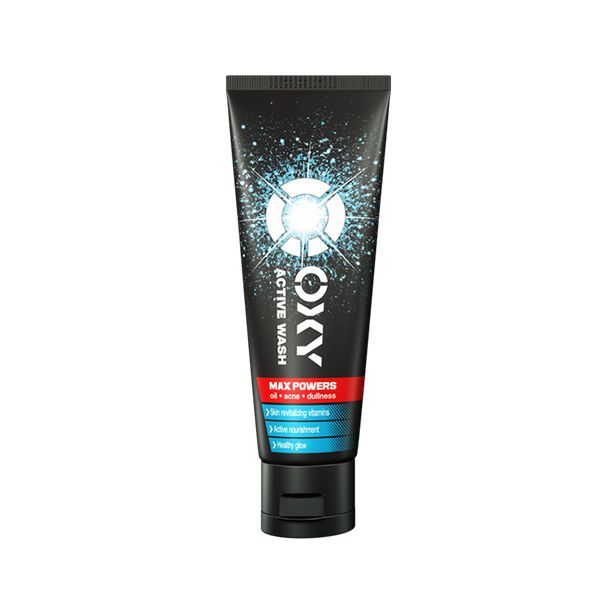 OXY
ACTIVE WASH
MAX POWERS
oil • acne • dullness
Skin revitalizing vitamins
Active nourishment
Healthy glow